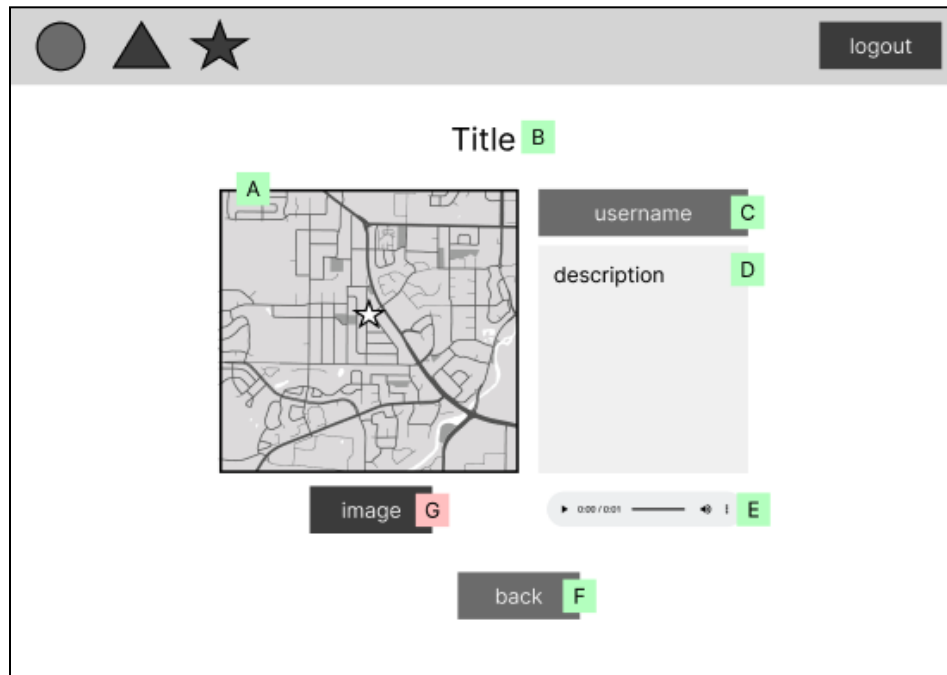 logout
Title B
A
username C
description D
image G
0:00 / 0:01 E
back F